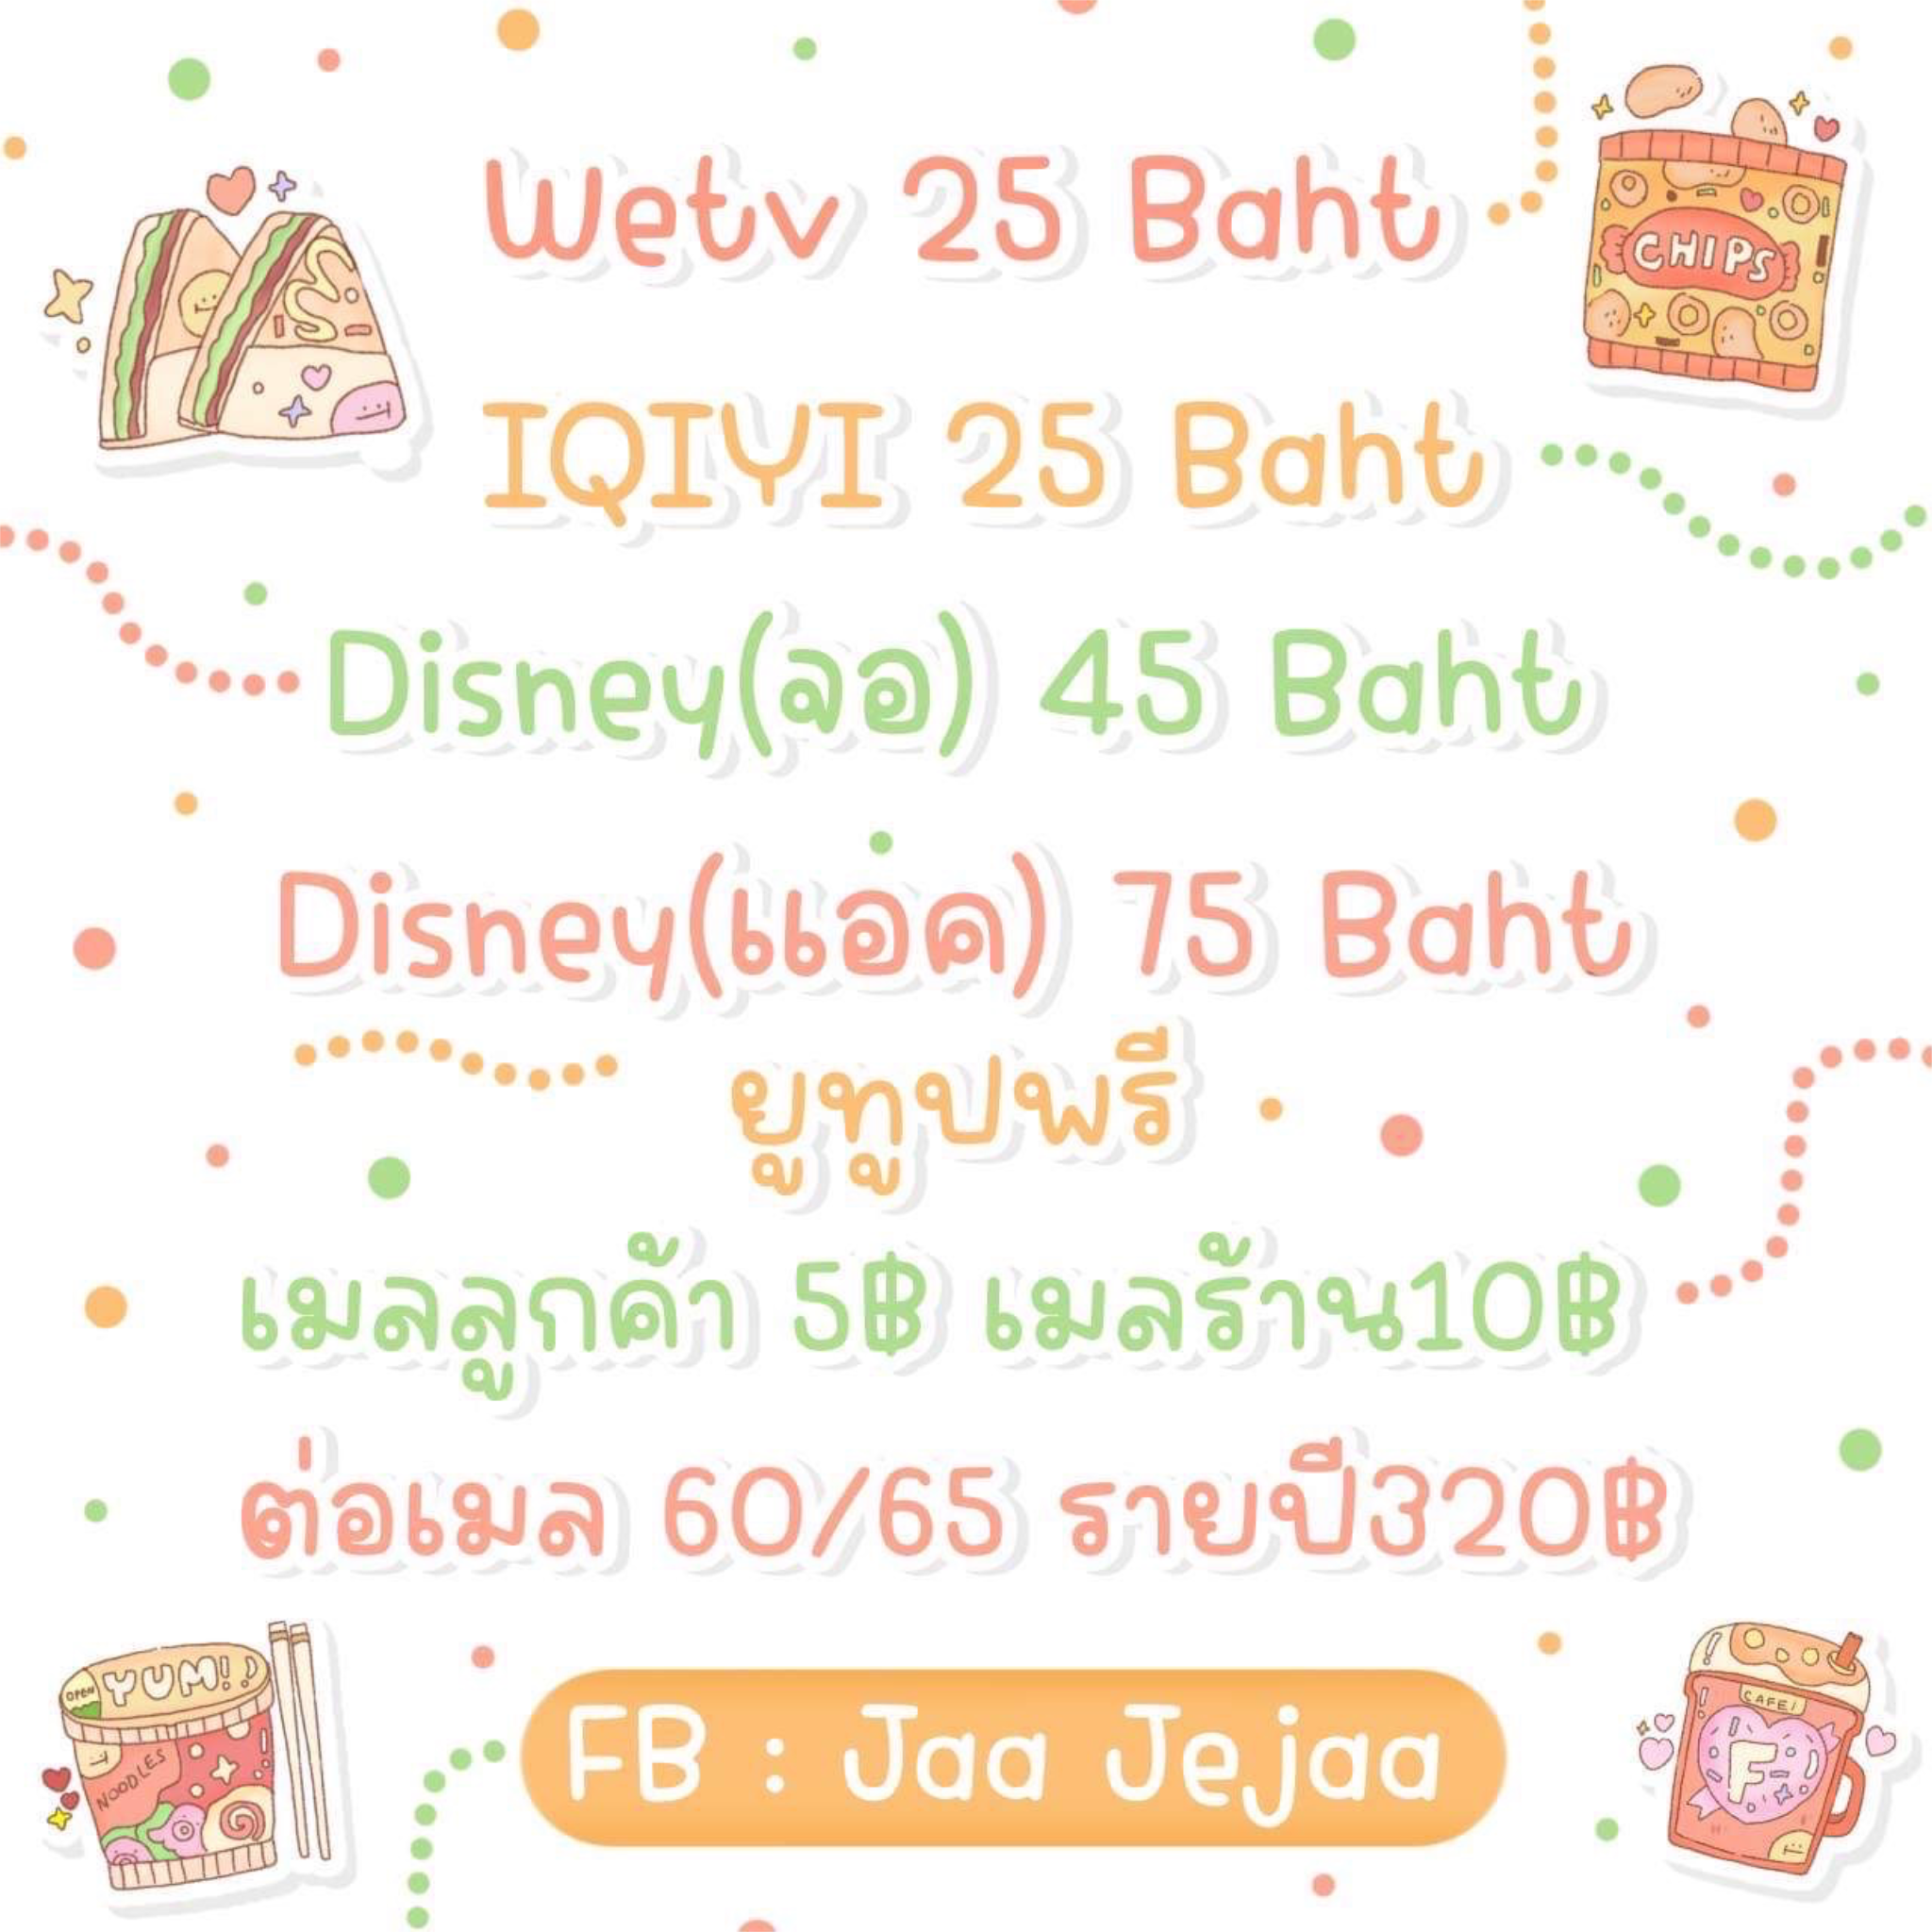 Wetv 25 Baht
IQIYI 25 Baht
Disney(จอ) 45 Baht
Disney(แอค) 75 Baht
ยูทูปพรี
เมลลูกค้า 5฿ เมลร้าน10฿
ต่อเมล 60/65 รายปี320฿
FB : Jaa Jejaa
CHIPS
OPEN YUM!
NOODLES
CAFE!
F